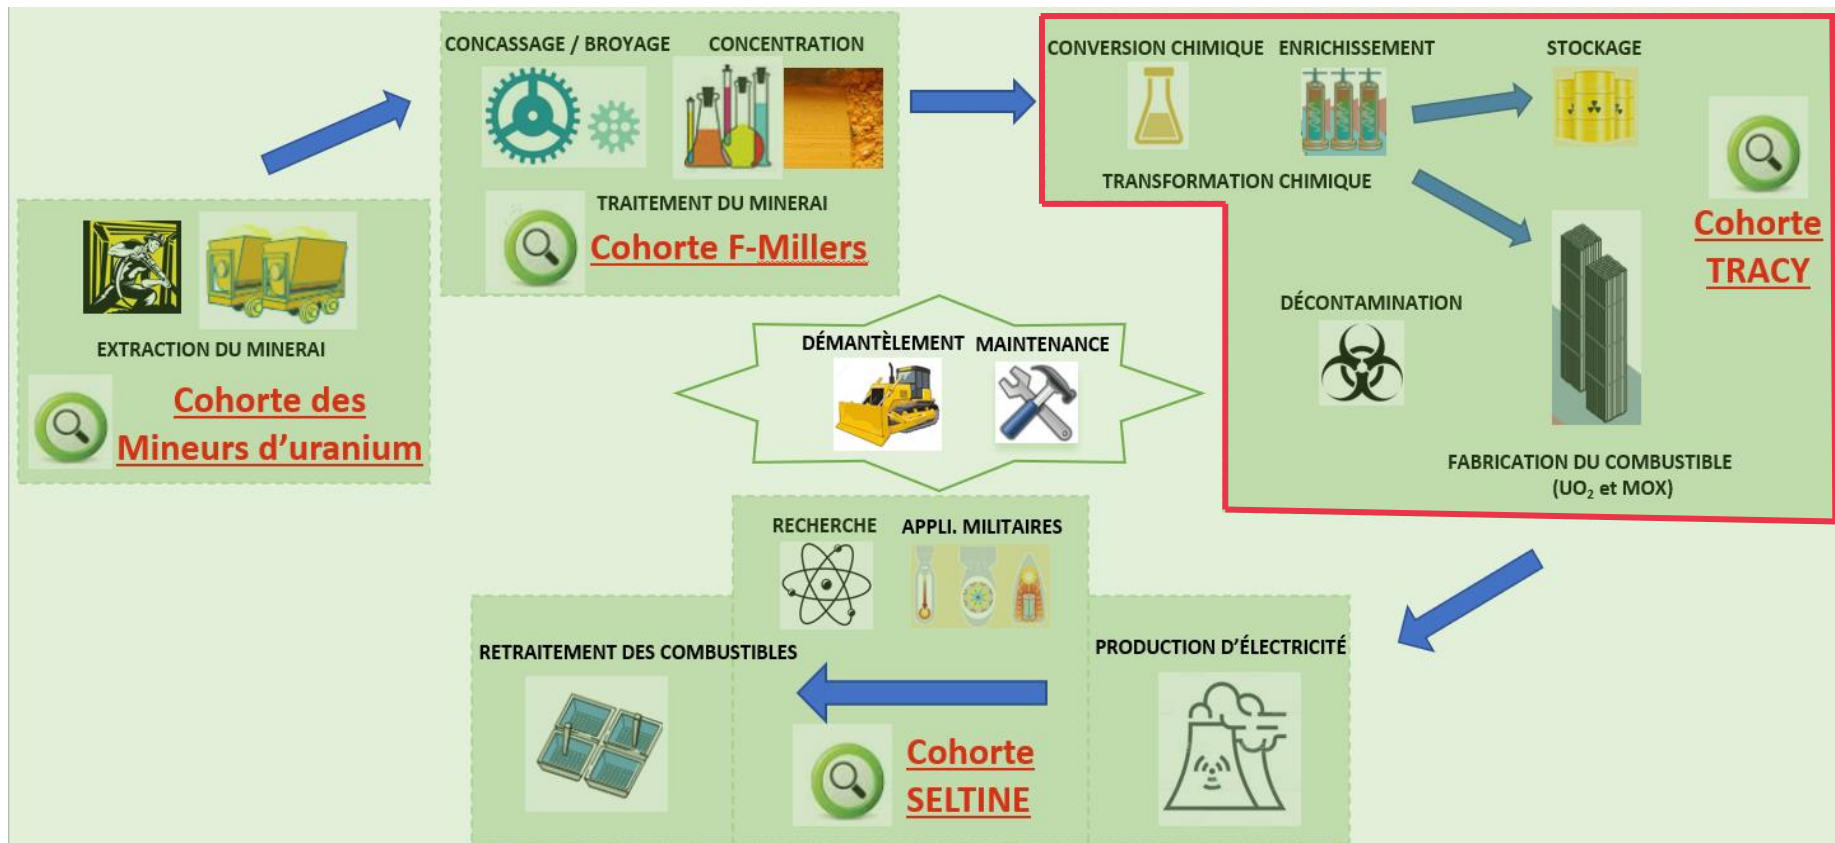 CONCASSAGE / BROYAGE
CONCENTRATION
TRAITEMENT DU MINERAI
Cohorte F-Millers
CONVERSION CHIMIQUE
ENRICHISSEMENT
STOCKAGE
TRANSFORMATION CHIMIQUE
Cohorte
TRACY
DÉCONTAMINATION
FABRICATION DU COMBUSTIBLE
(UO₂ et MOX)
EXTRACTION DU MINERAI
Cohorte des
Mineurs d’uranium
DÉMANTÈLEMENT
MAINTENANCE
RECHERCHE
APPLI. MILITAIRES
RETRAITEMENT DES COMBUSTIBLES
PRODUCTION D’ÉLECTRICITÉ
Cohorte
SELTINE